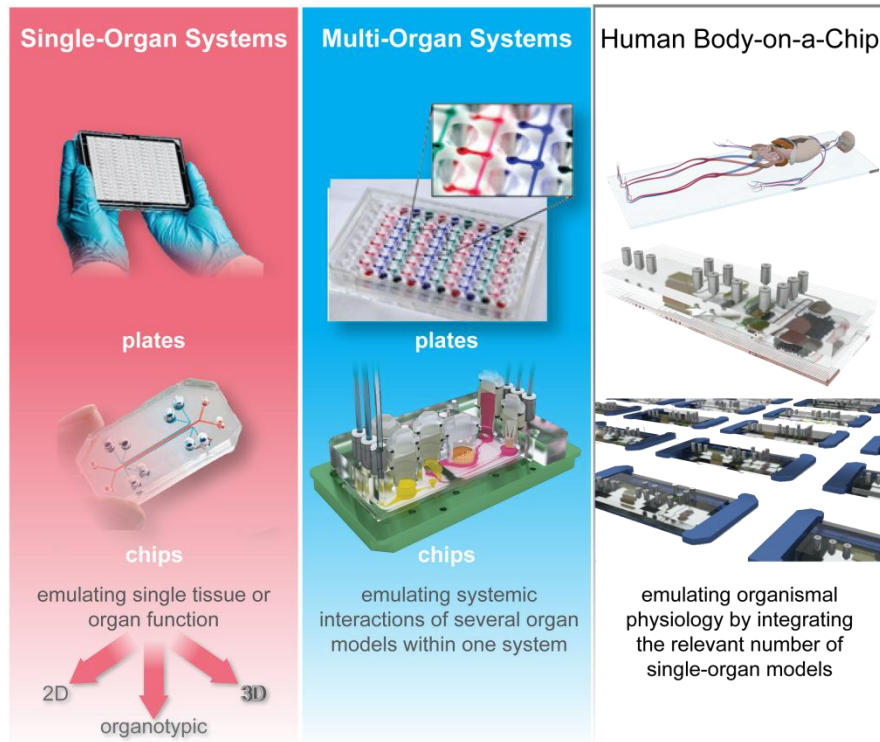 Single-Organ Systems
plates
chips
emulating single tissue or
organ function
2D
3D
organotypic
Multi-Organ Systems
plates
chips
emulating systemic
interactions of several organ
models within one system
Human Body-on-a-Chip
emulating organismal
physiology by integrating
the relevant number of
single-organ models